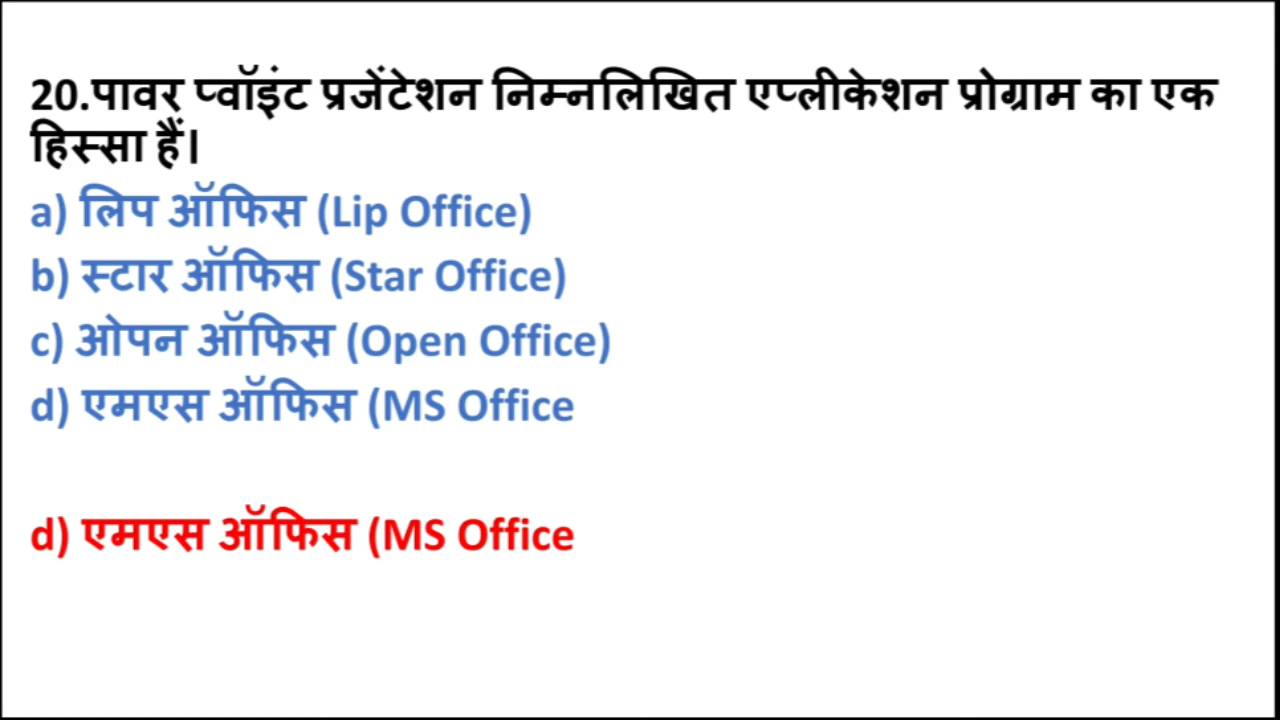 20.पावर प्वॉइंट प्रजेंटेशन निम्नलिखित एप्लीकेशन प्रोग्राम का एक
हिस्सा हैं।
a) लिप ऑफिस (Lip Office)
b) स्टार ऑफिस (Star Office)
c) ओपन ऑफिस (Open Office)
d) एमएस ऑफिस (MS Office
d) एमएस ऑफिस (MS Office